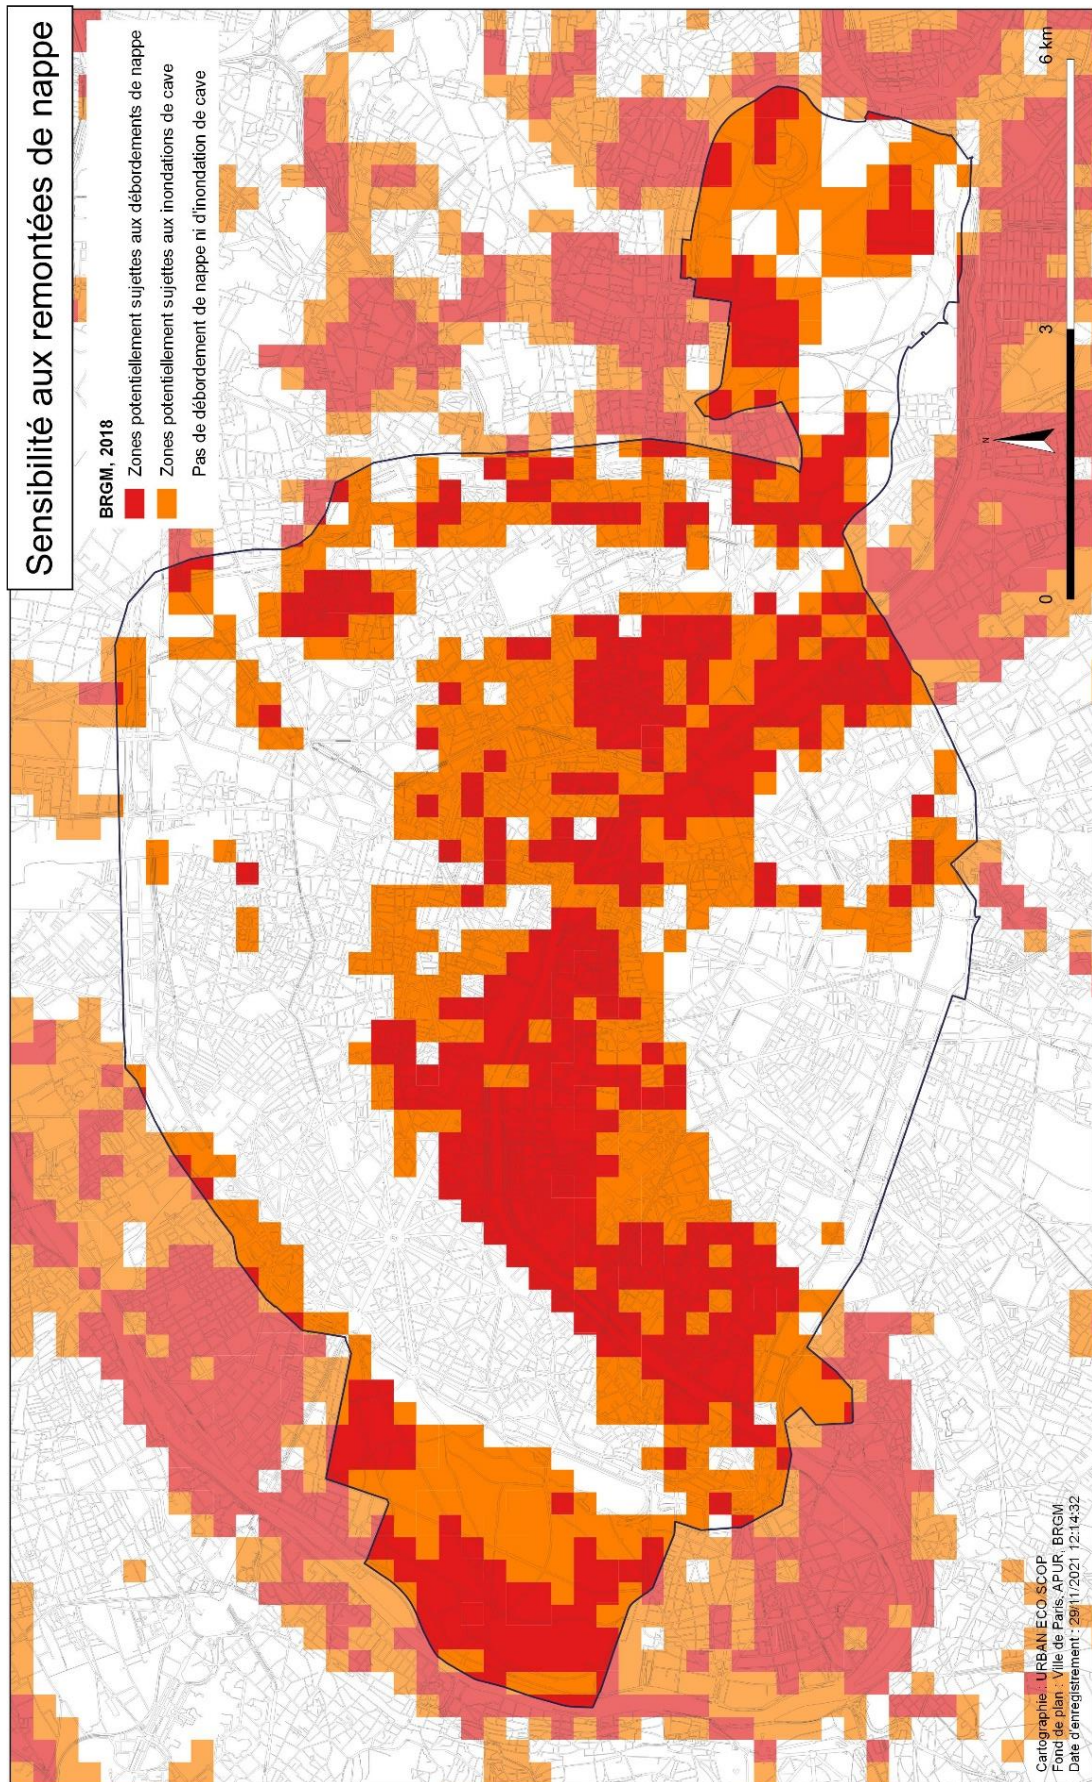 Sensibilité aux remontées de nappe
BRGM, 2018
Zones potentiellement sujettes aux débordements de nappe
Zones potentiellement sujettes aux inondations de cave
Pas de débordement de nappe ni d'inondation de cave
N
0 3 6 km
Cartographie : URBAN ECO SCOP
Fond de plan : Ville de Paris, APUR, BRGM
Date d'enregistrement : 29/11/2021 12:14:32